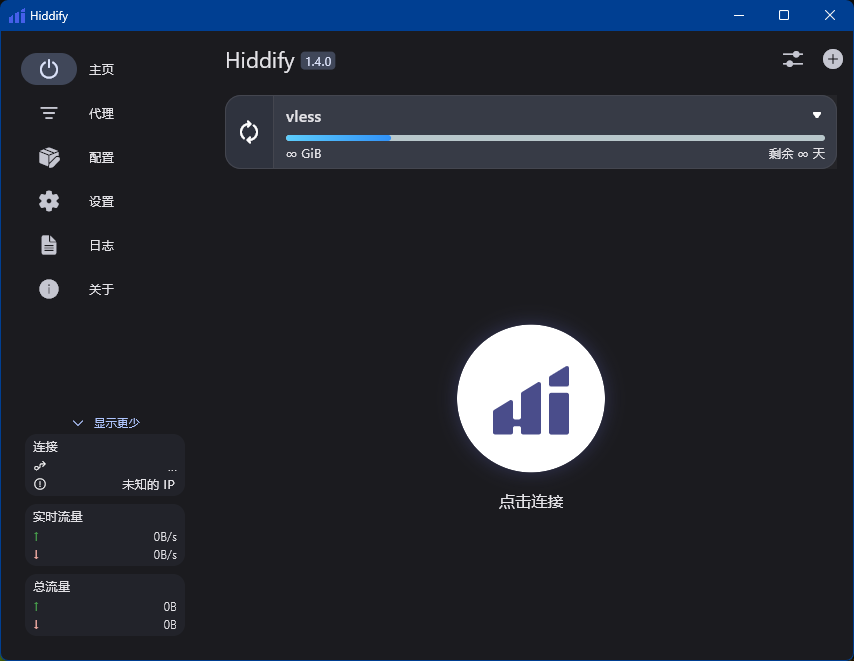 Hiddify
主页
代理
配置
设置
日志
关于
Hiddify 1.4.0
vless
∞ GiB
剩余 ∞ 天
点击连接
显示更少
连接
...
未知的 IP
实时流量
↑ 0B/s
↓ 0B/s
总流量
↑ 0B
↓ 0B